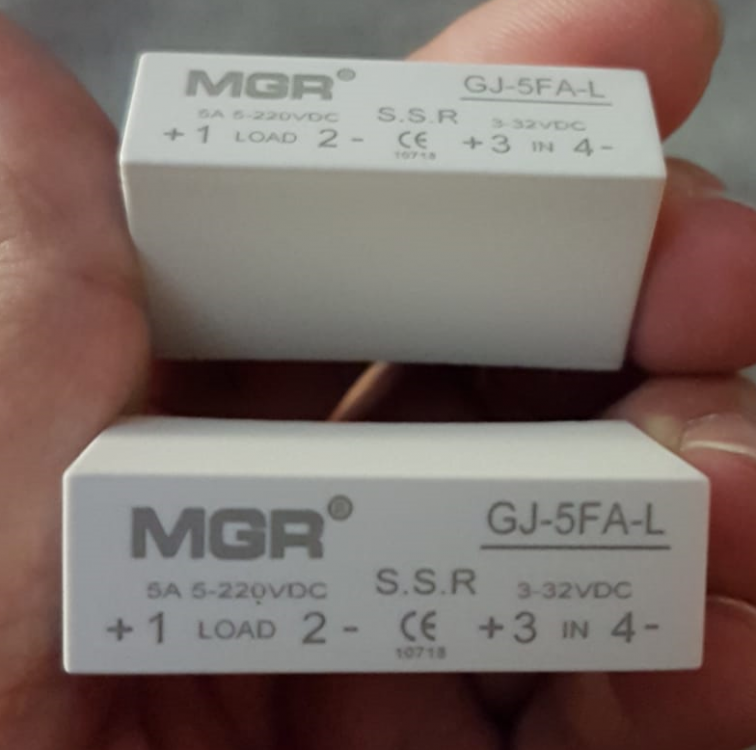 MGR® GJ-5FA-L
5A 5-220VDC S.S.R 3-32VDC
+1 LOAD 2- CE +3 IN 4-
10718
MGR® GJ-5FA-L
5A 5-220VDC S.S.R 3-32VDC
+1 LOAD 2- CE +3 IN 4-
10718